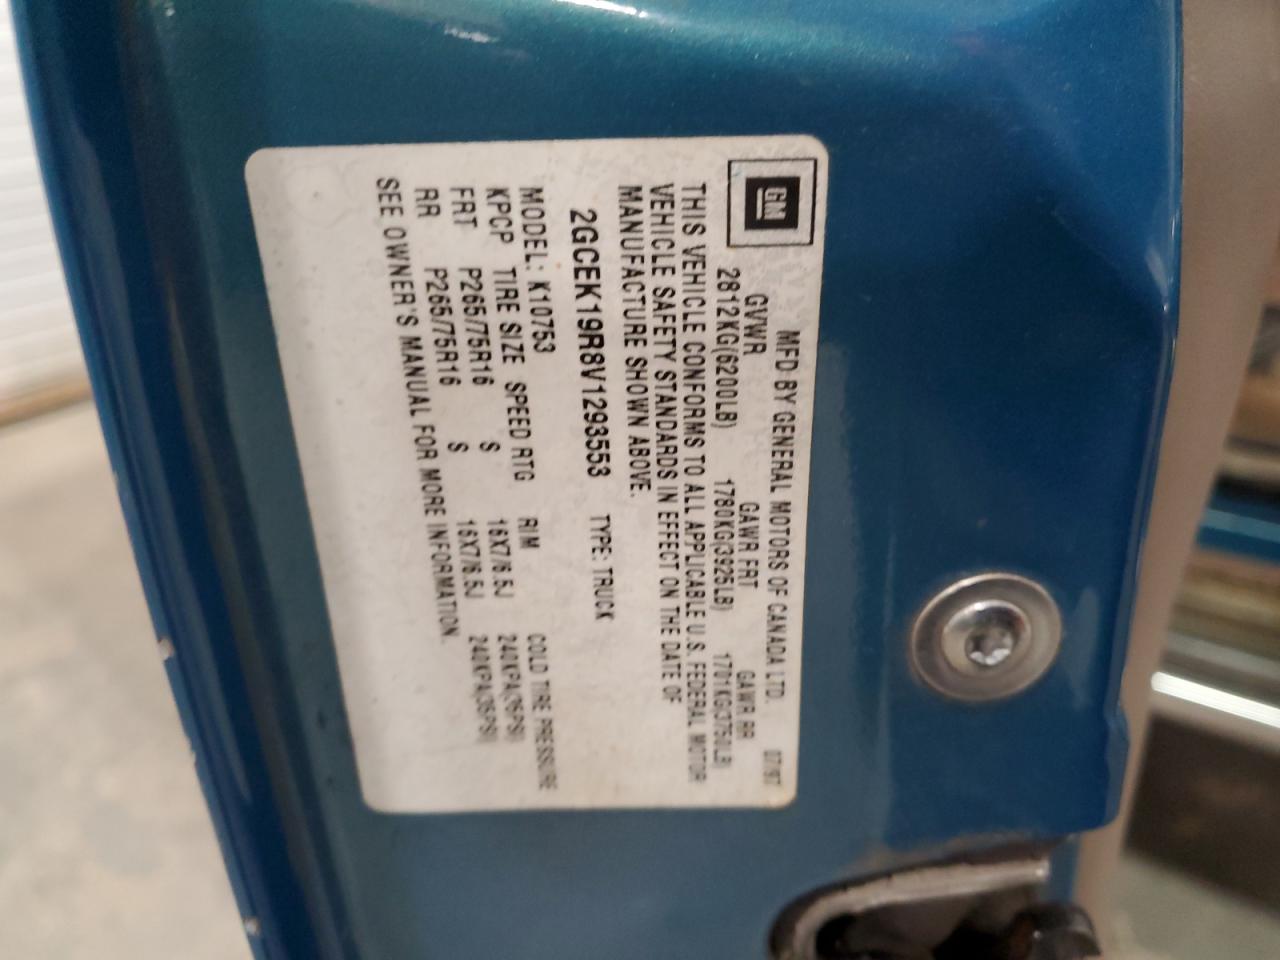 GM
MFD BY GENERAL MOTORS OF CANADA LTD. 07/97
GVWR GAWR FRT GAWR RR
2812KG(6200LB) 1780KG(3925LB) 1701KG(3750LB)
THIS VEHICLE CONFORMS TO ALL APPLICABLE U.S. FEDERAL MOTOR
VEHICLE SAFETY STANDARDS IN EFFECT ON THE DATE OF
MANUFACTURE SHOWN ABOVE.
2GCEK19R8V1293553 TYPE: TRUCK
MODEL: K10753
KPCP TIRE SIZE SPEED RTG RIM COLD TIRE PRESSURE
FRT P265/75R16 S 16X7/6.5J 240KPA(35PSI)
RR P265/75R16 S 16X7/6.5J 240KPA(35PSI)
SEE OWNER'S MANUAL FOR MORE INFORMATION.